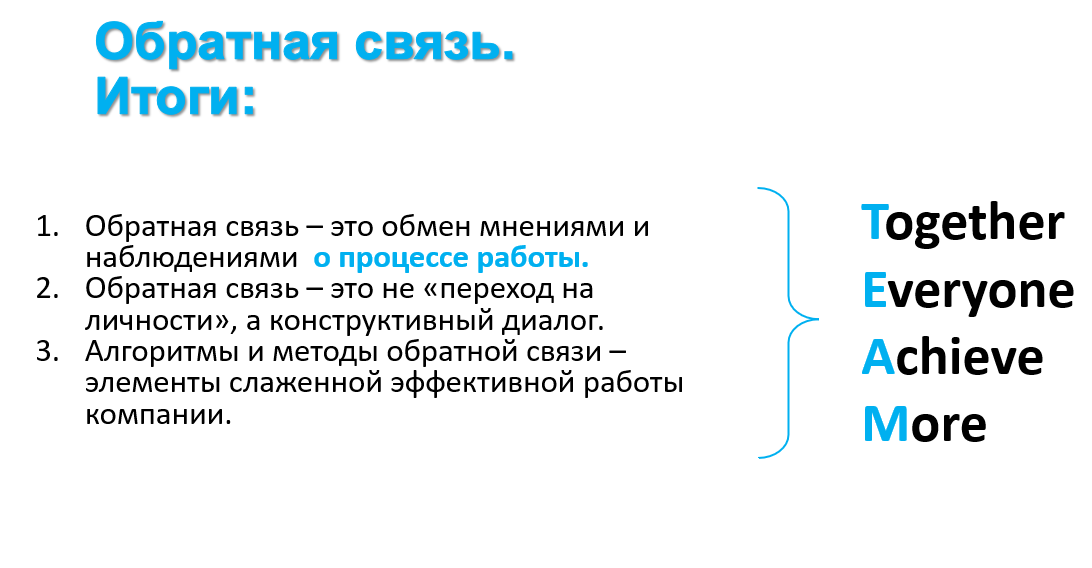 Обратная связь.
Итоги:
1. Обратная связь – это обмен мнениями и
наблюдениями о процессе работы.
2. Обратная связь – это не «переход на
личности», а конструктивный диалог.
3. Алгоритмы и методы обратной связи –
элементы слаженной эффективной работы
компании.
Together
Everyone
Achieve
More